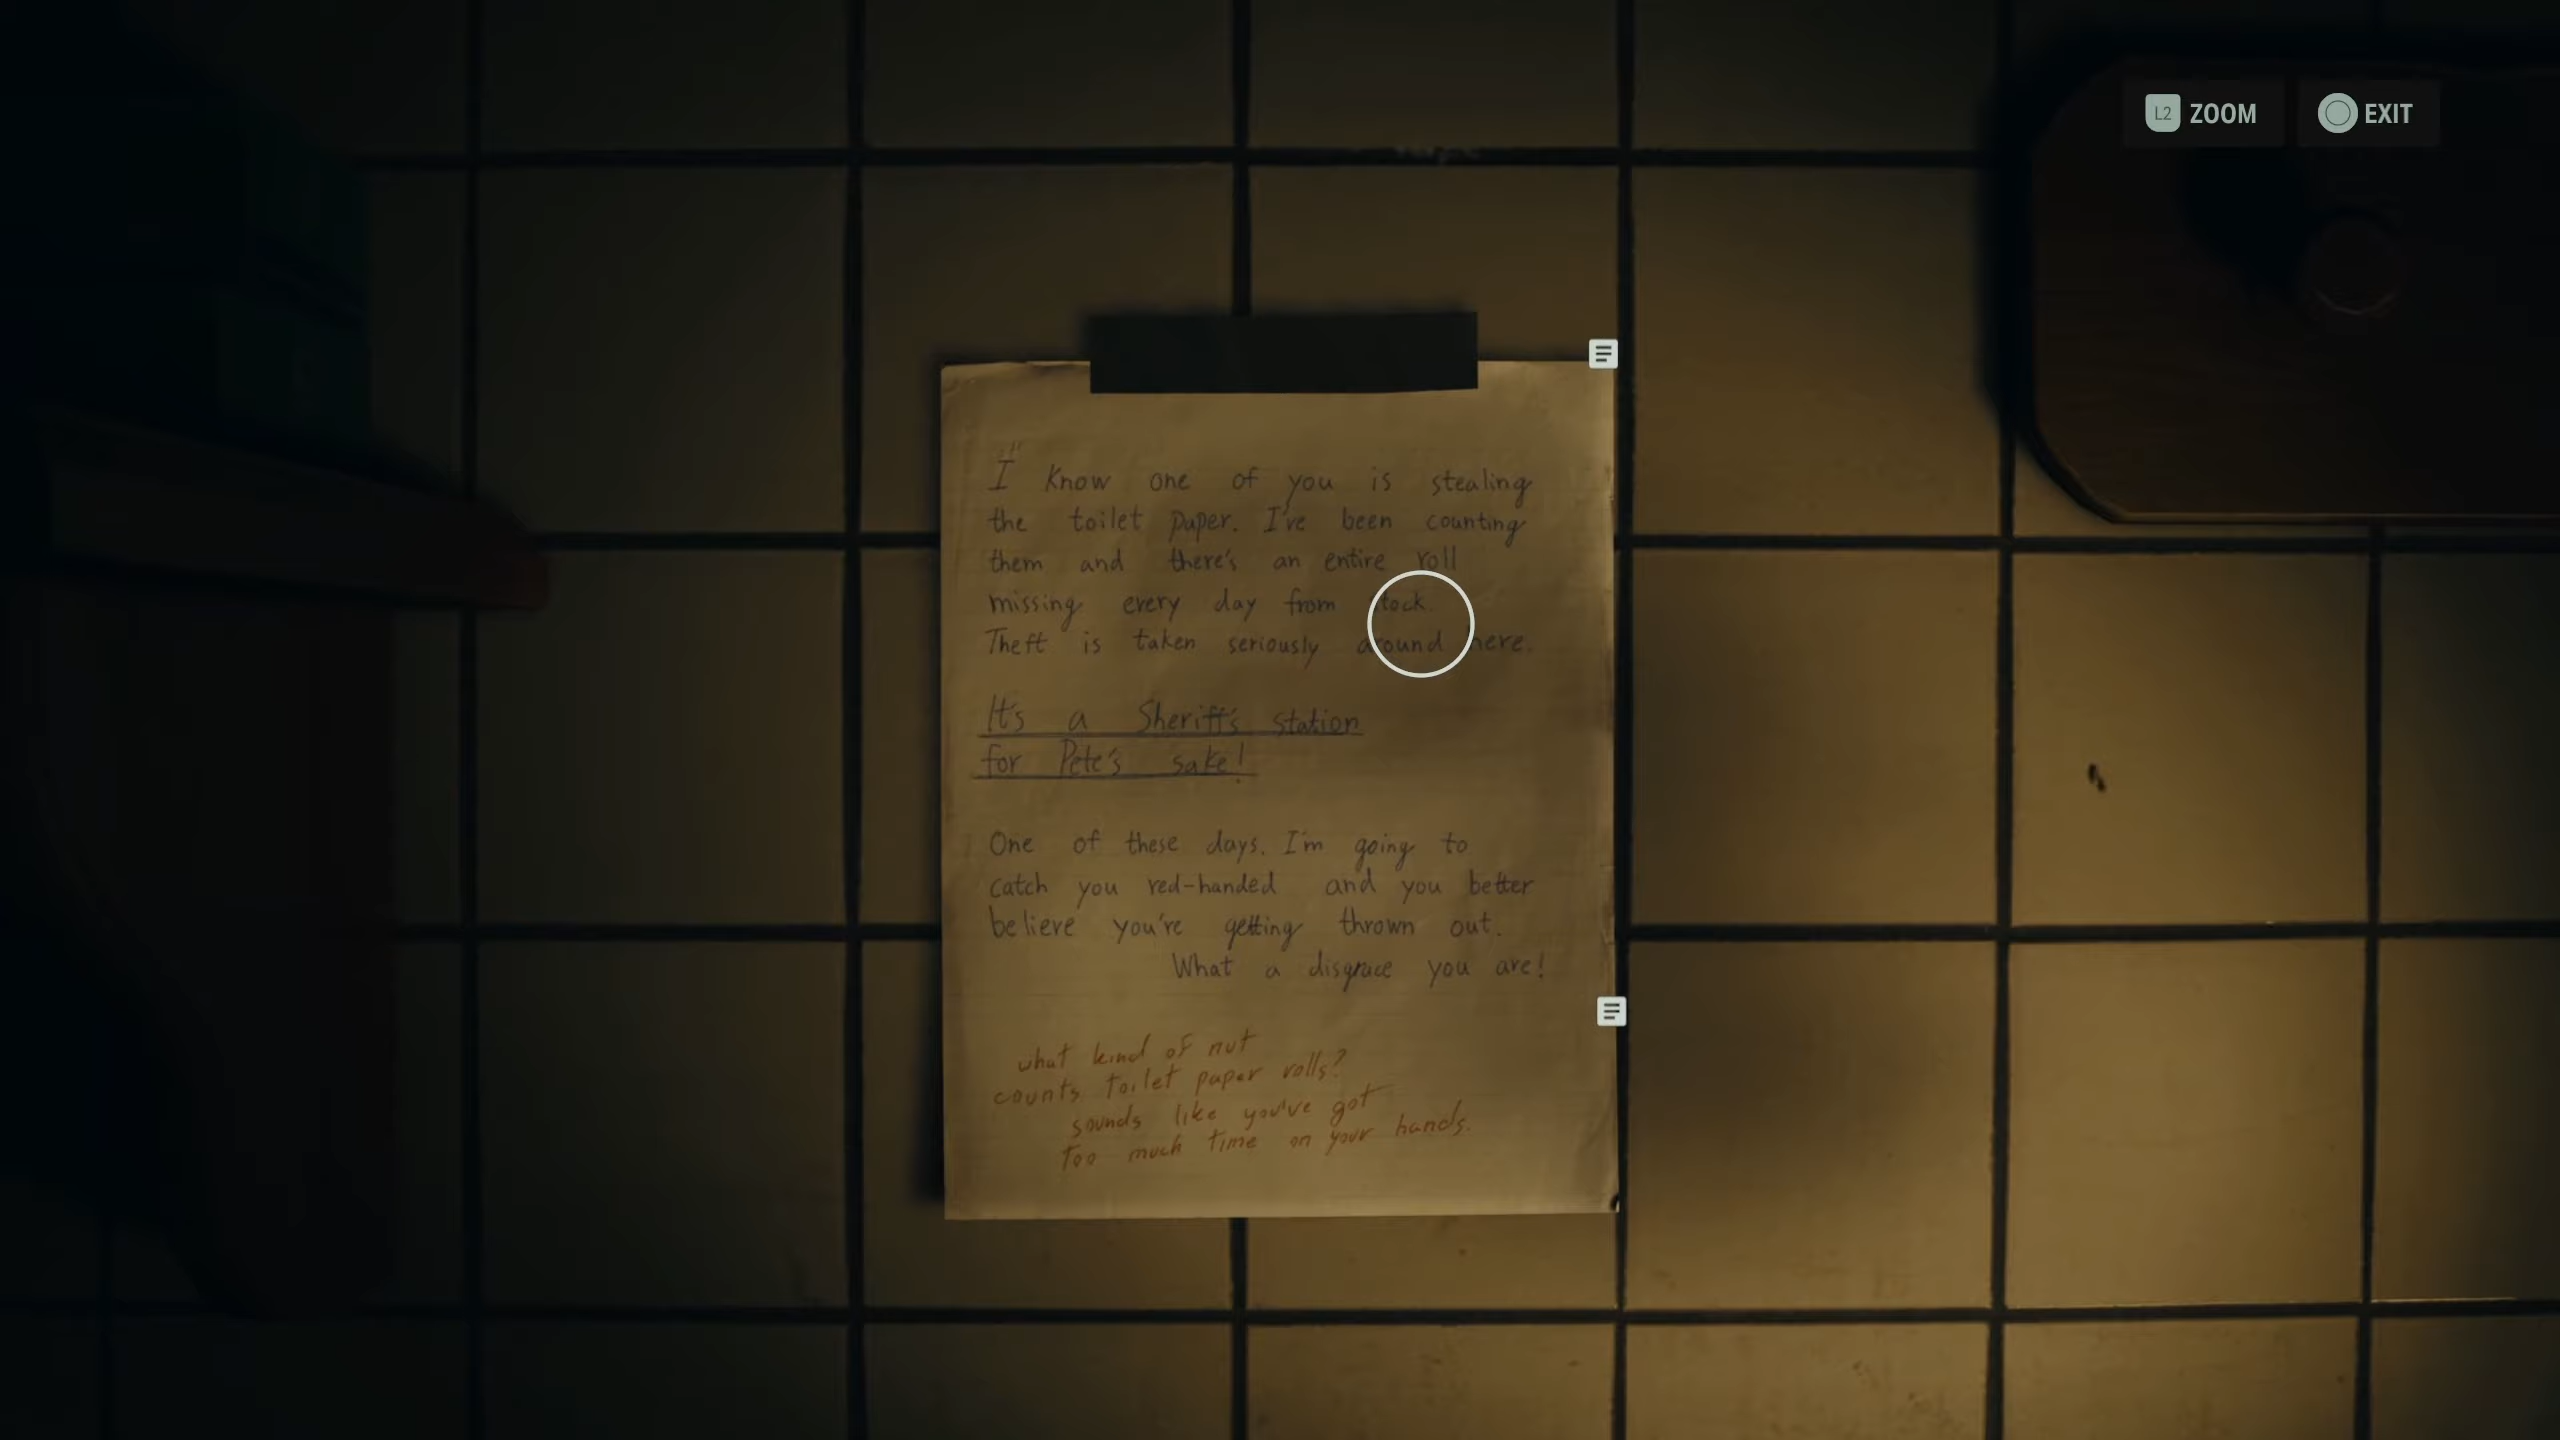 L2 ZOOM EXIT
I Know one of you is stealing
the toilet paper. I've been counting
them and there's an entire roll
missing every day from stock.
Theft is taken seriously around here.
It's a Sheriff's station
for Pete's sake!
One of these days. I'm going to
catch you red-handed and you better
believe you're getting thrown out.
What a disgrace you are!
what kind of nut
counts toilet paper rolls?
sounds like you've got
too much time on your hands.